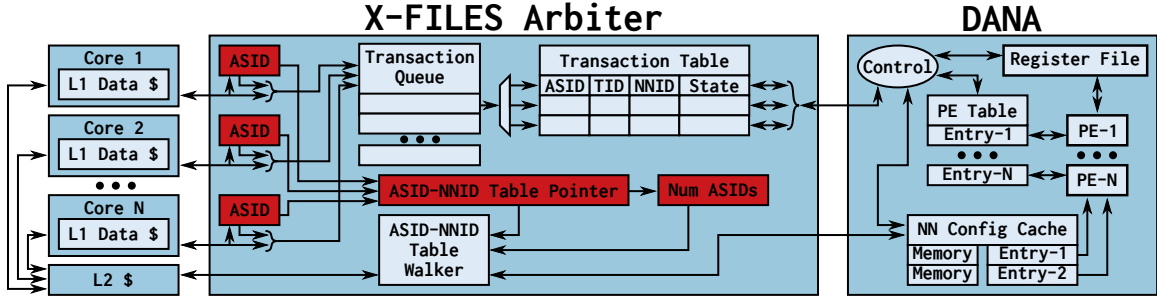 X-FILES Arbiter
DANA
Core 1
L1 Data $
Core 2
L1 Data $
Core N
L1 Data $
L2 $
ASID
ASID
ASID
Transaction
Queue
Transaction Table
ASID TID NNID State
ASID-NNID Table Pointer
Num ASIDs
ASID-NNID
Table
Walker
Control
Register File
PE Table
Entry-1
Entry-N
PE-1
PE-N
NN Config Cache
Memory Entry-1
Memory Entry-2